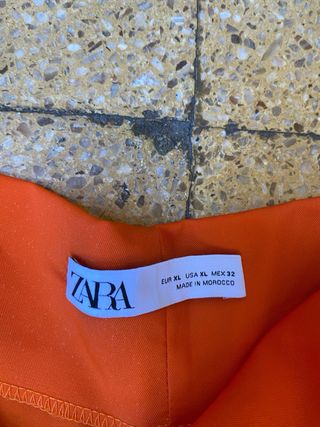 ZARA
EUR XL USA XL MEX 32
MADE IN MOROCCO